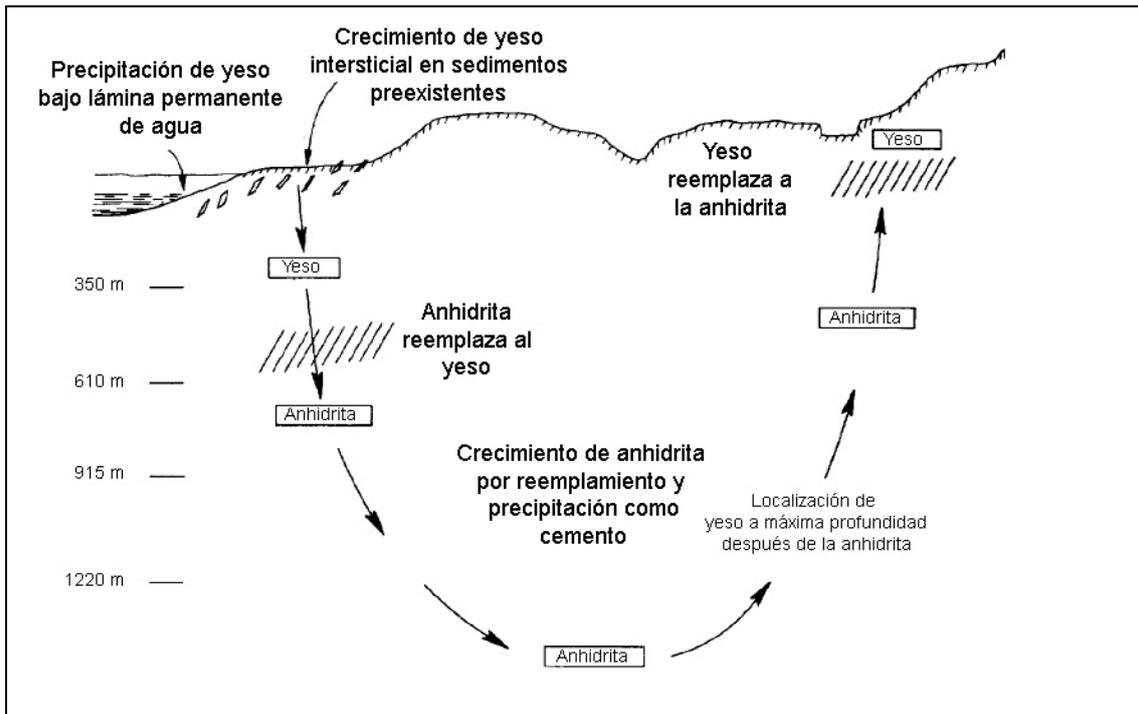 Crecimiento de yeso
intersticial en sedimentos
preexistentes
Precipitación de yeso
bajo lámina permanente
de agua
Yeso
Yeso
reemplaza a
la anhidrita
Yeso
350 m
Anhidrita
reemplaza al
yeso
Anhidrita
610 m
Anhidrita
915 m
Crecimiento de anhidrita
por reemplamiento y
precipitación como
cemento
Localización de
yeso a máxima profundidad
después de la anhidrita
1220 m
Anhidrita